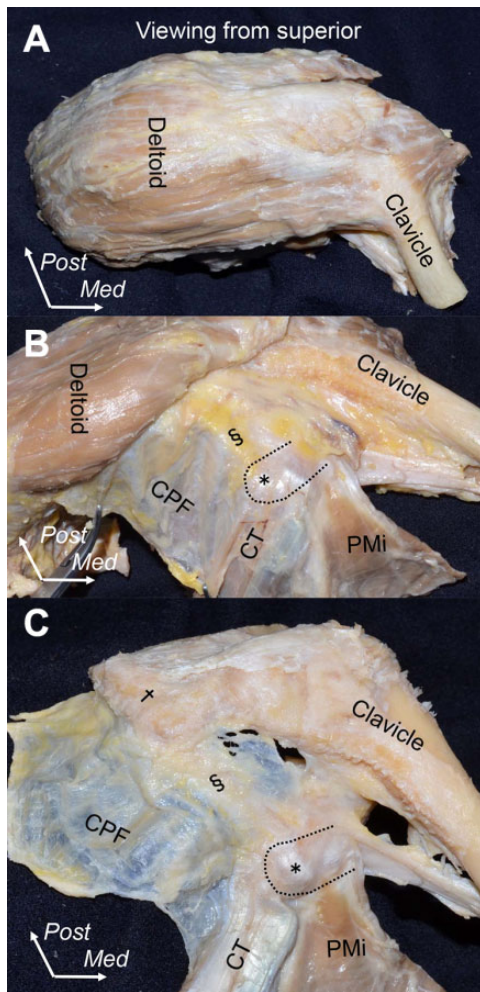 A
Viewing from superior
Deltoid
Clavicle
Post
Med
B
Deltoid
Clavicle
§
*
CPF
CT
PMi
Post
Med
C
†
Clavicle
§
CPF
*
CT
PMi
Post
Med